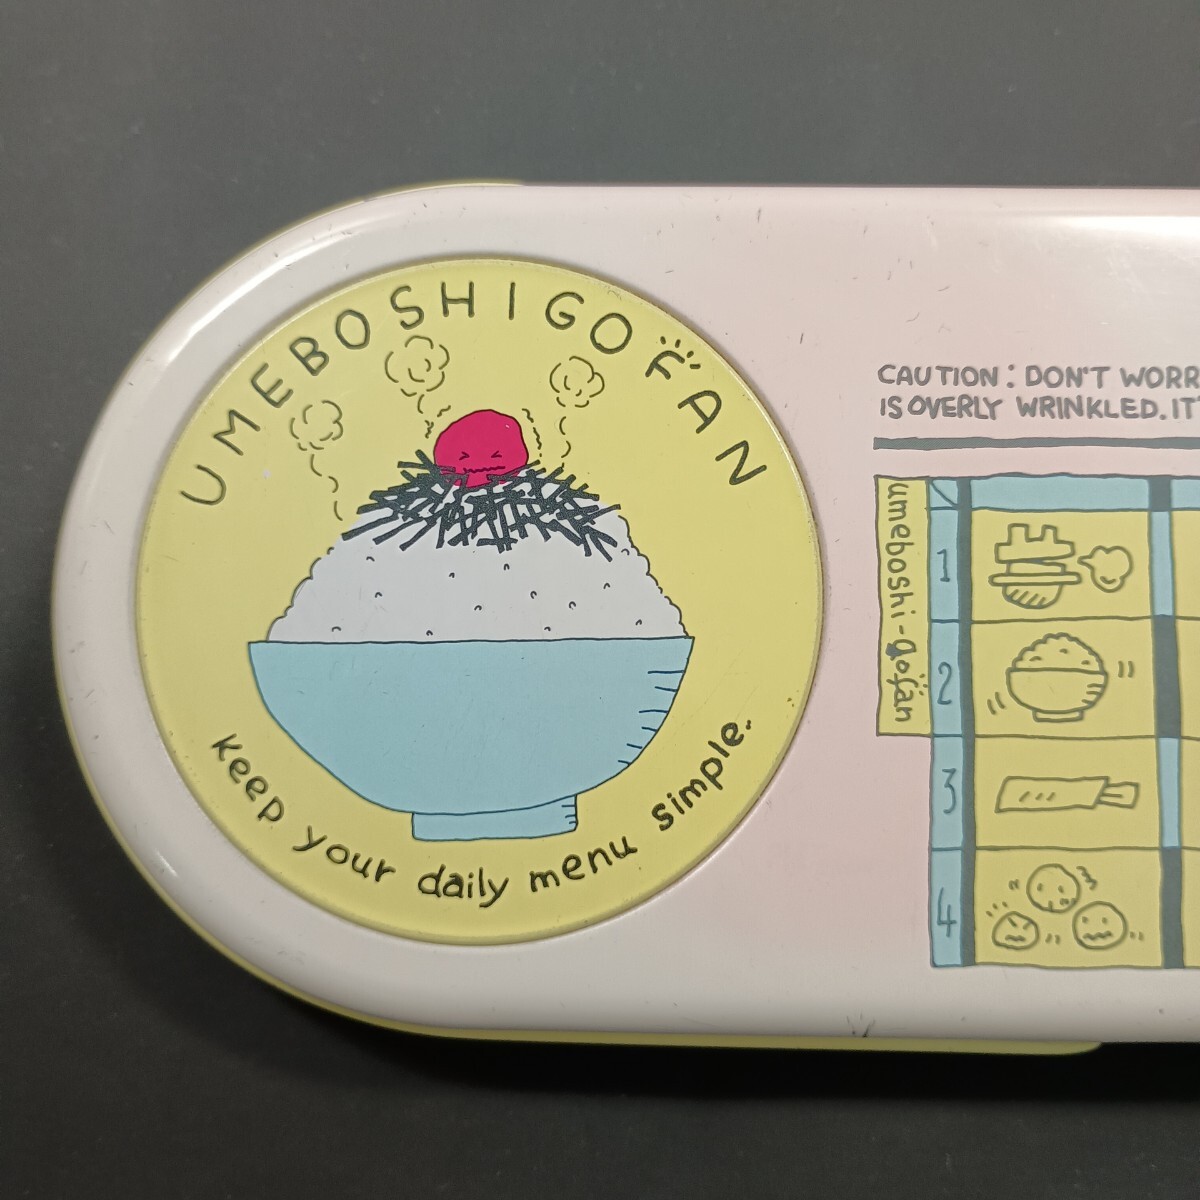 UMEBOSHIGOFAN
keep your daily menu simple.
CAUTION: DON'T WORR
IS OVERLY WRINKLED. IT'
umeboshi-gofan
1
2
3
4